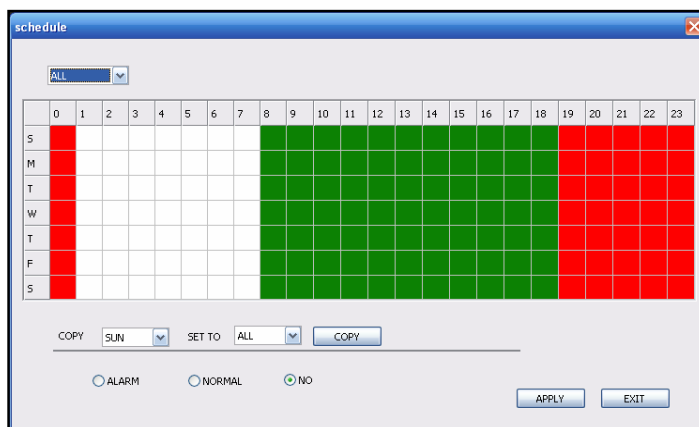 schedule
ALL
0 1 2 3 4 5 6 7 8 9 10 11 12 13 14 15 16 17 18 19 20 21 22 23
S
M
T
W
T
F
S
COPY SUN SET TO ALL COPY
ALARM NORMAL NO
APPLY EXIT